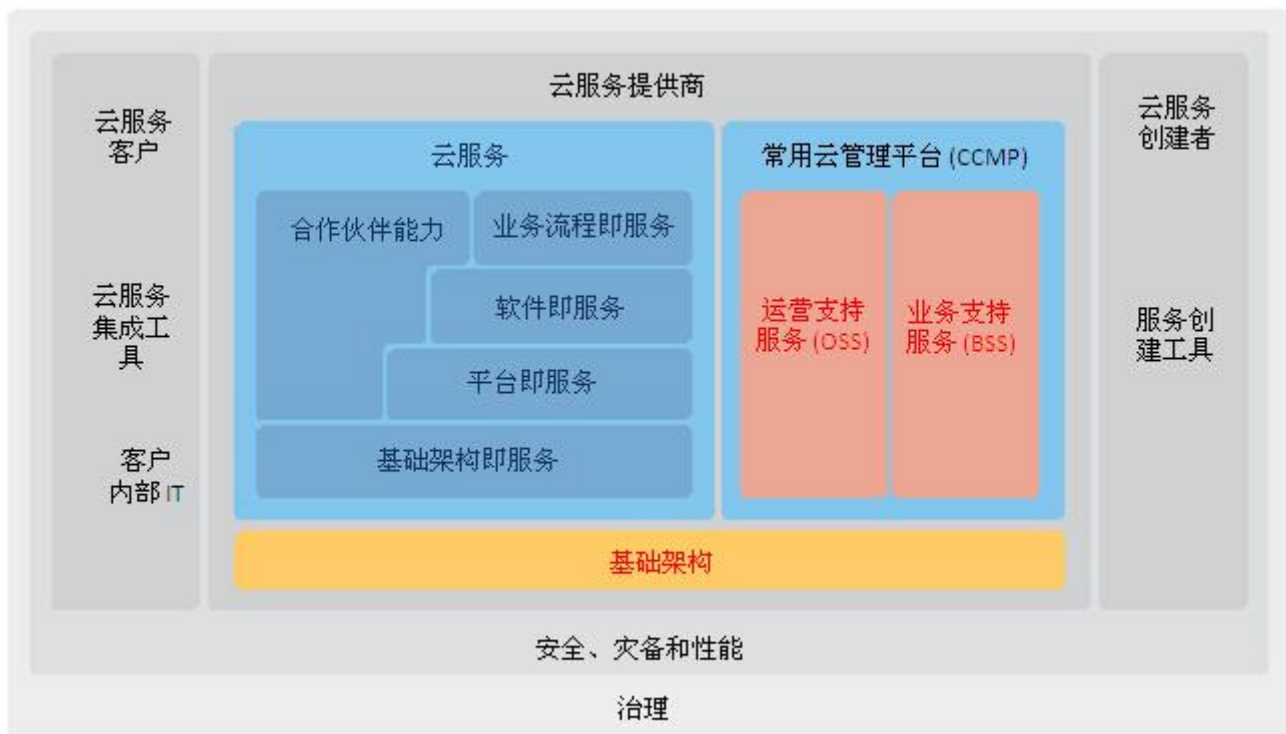 云服务提供商
云服务
客户
云服务
集成工
具
客户
内部 IT
云服务
合作伙伴能力
业务流程即服务
软件即服务
平台即服务
基础架构即服务
常用云管理平台 (CCMP)
运营支持
服务 (OSS)
业务支持
服务 (BSS)
基础架构
云服务
创建者
服务创
建工具
安全、灾备和性能
治理